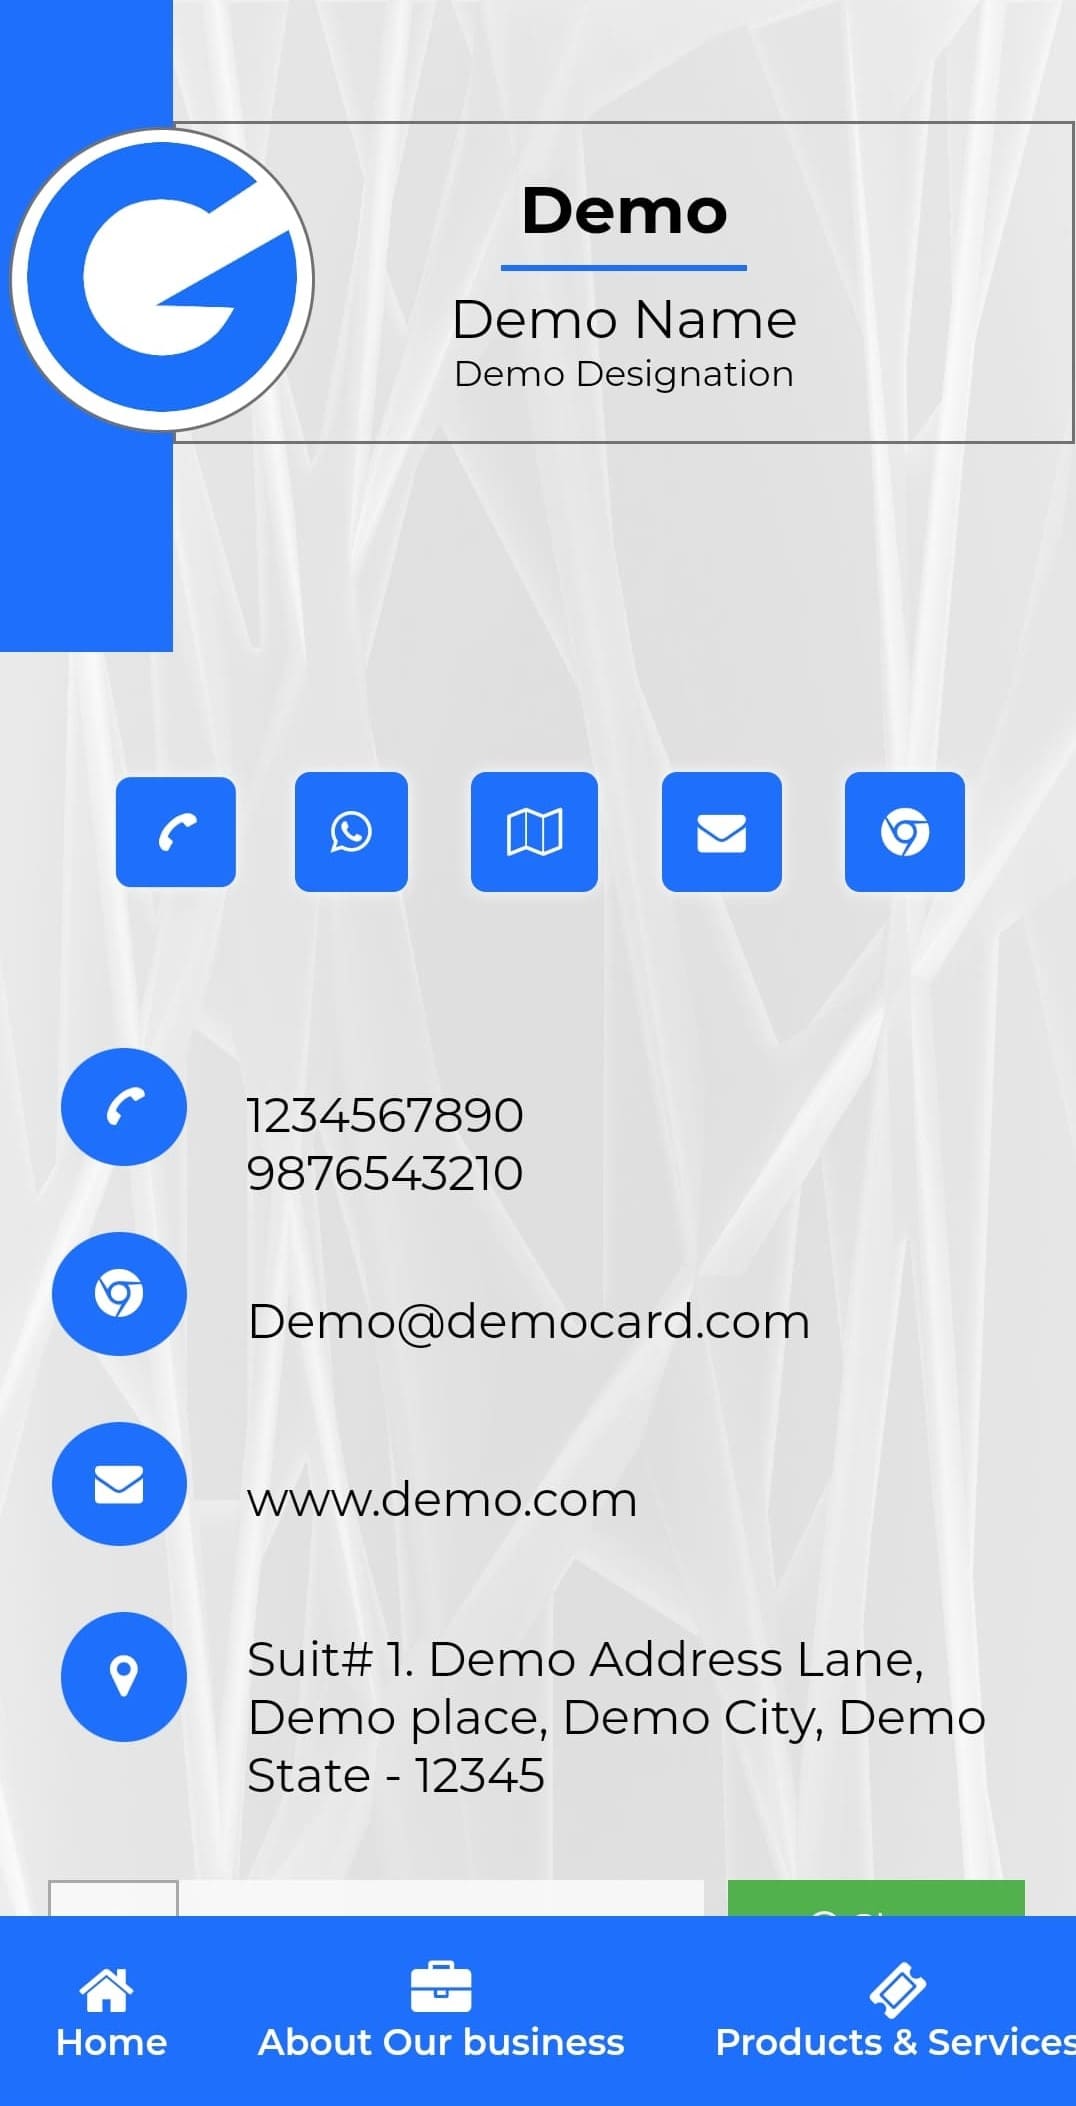 Demo
Demo Name
Demo Designation
1234567890
9876543210
Demo@democard.com
www.demo.com
Suit# 1. Demo Address Lane,
Demo place, Demo City, Demo
State - 12345
Home
About Our business
Products & Services